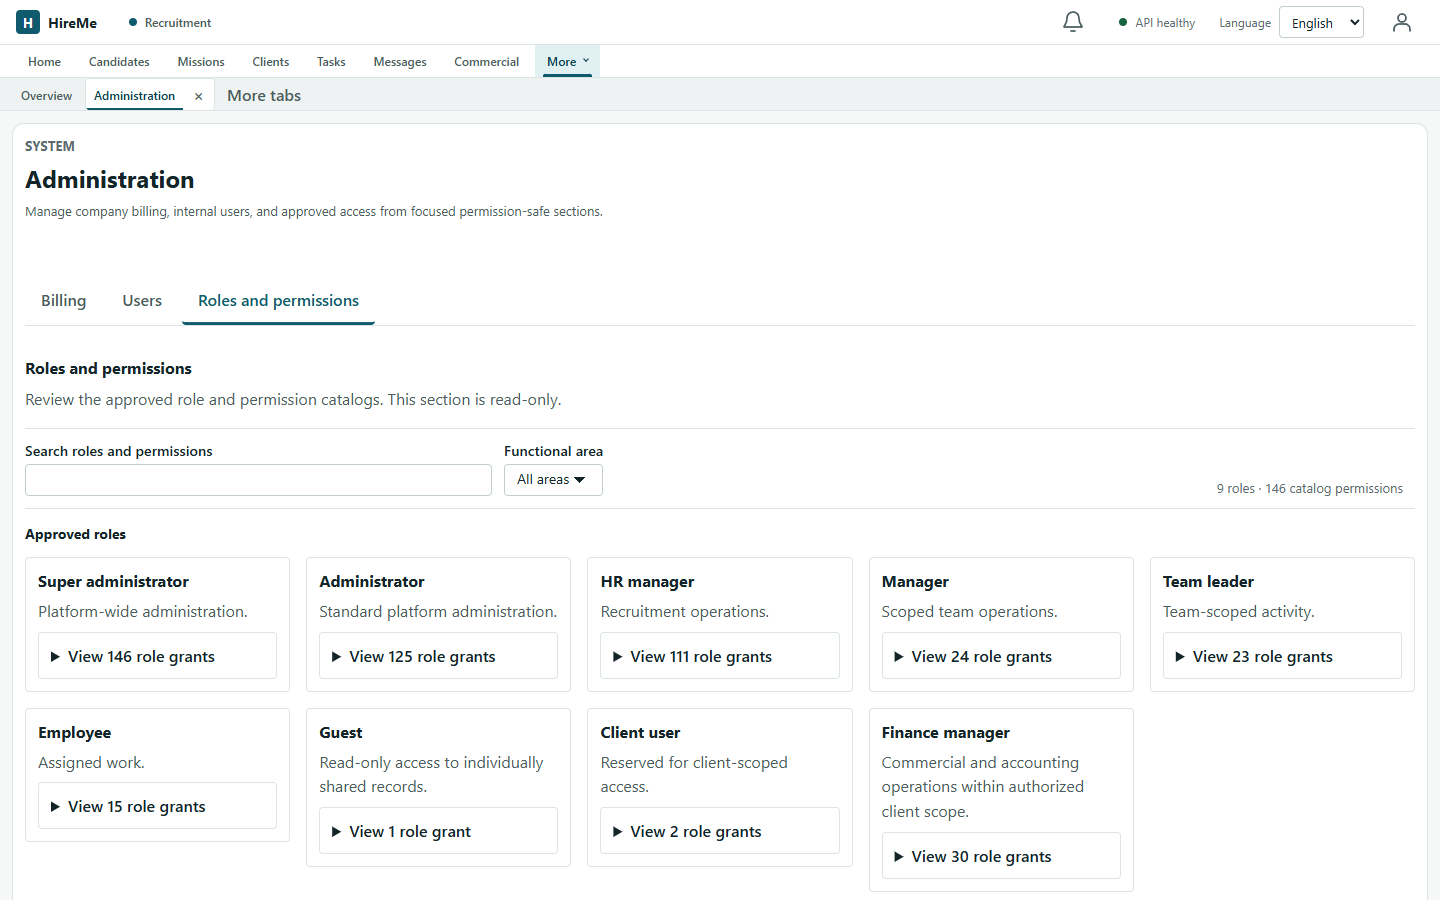 H HireMe
Recruitment
API healthy
Language
English
Home
Candidates
Missions
Clients
Tasks
Messages
Commercial
More
Overview
Administration ×
More tabs
SYSTEM
Administration
Manage company billing, internal users, and approved access from focused permission-safe sections.
Billing
Users
Roles and permissions
Roles and permissions
Review the approved role and permission catalogs. This section is read-only.
Search roles and permissions
Functional area
All areas
9 roles · 146 catalog permissions
Approved roles
Super administrator
Platform-wide administration.
View 146 role grants
Administrator
Standard platform administration.
View 125 role grants
HR manager
Recruitment operations.
View 111 role grants
Manager
Scoped team operations.
View 24 role grants
Team leader
Team-scoped activity.
View 23 role grants
Employee
Assigned work.
View 15 role grants
Guest
Read-only access to individually
shared records.
View 1 role grant
Client user
Reserved for client-scoped
access.
View 2 role grants
Finance manager
Commercial and accounting
operations within authorized
client scope.
View 30 role grants